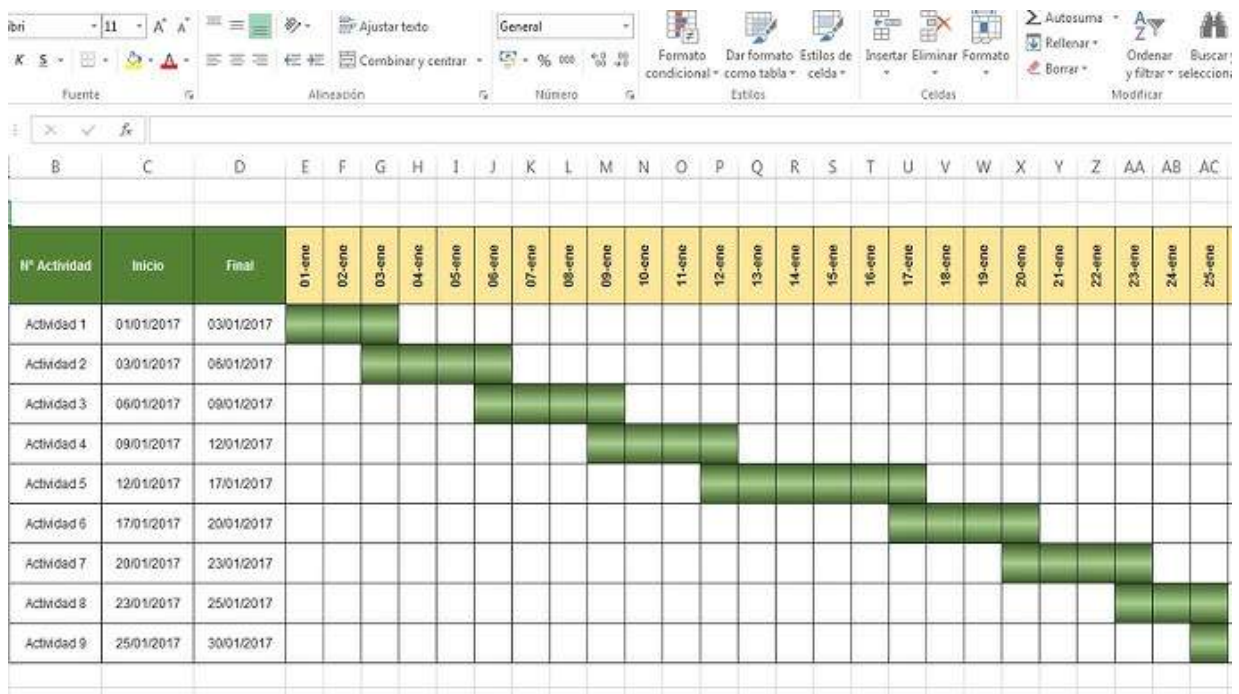 ibri 11 A A Ajustar texto General
Formato condicional Dar formato como tabla Estilos de celda Insertar Eliminar Formato
Autosuma
Rellenar
Borrar
Ordenar y filtrar Buscar y seleccion
K S Combinar y centrar % 000
Fuente Alineación Número Estilos Celdas Modificar
fx
B C D E F G H I J K L M N O P Q R S T U V W X Y Z AA AB AC
Nº Actividad Inicio Final 01-ene 02-ene 03-ene 04-ene 05-ene 06-ene 07-ene 08-ene 09-ene 10-ene 11-ene 12-ene 13-ene 14-ene 15-ene 16-ene 17-ene 18-ene 19-ene 20-ene 21-ene 22-ene 23-ene 24-ene 25-ene
Actividad 1 01/01/2017 03/01/2017
Actividad 2 03/01/2017 06/01/2017
Actividad 3 06/01/2017 09/01/2017
Actividad 4 09/01/2017 12/01/2017
Actividad 5 12/01/2017 17/01/2017
Actividad 6 17/01/2017 20/01/2017
Actividad 7 20/01/2017 23/01/2017
Actividad 8 23/01/2017 25/01/2017
Actividad 9 25/01/2017 30/01/2017